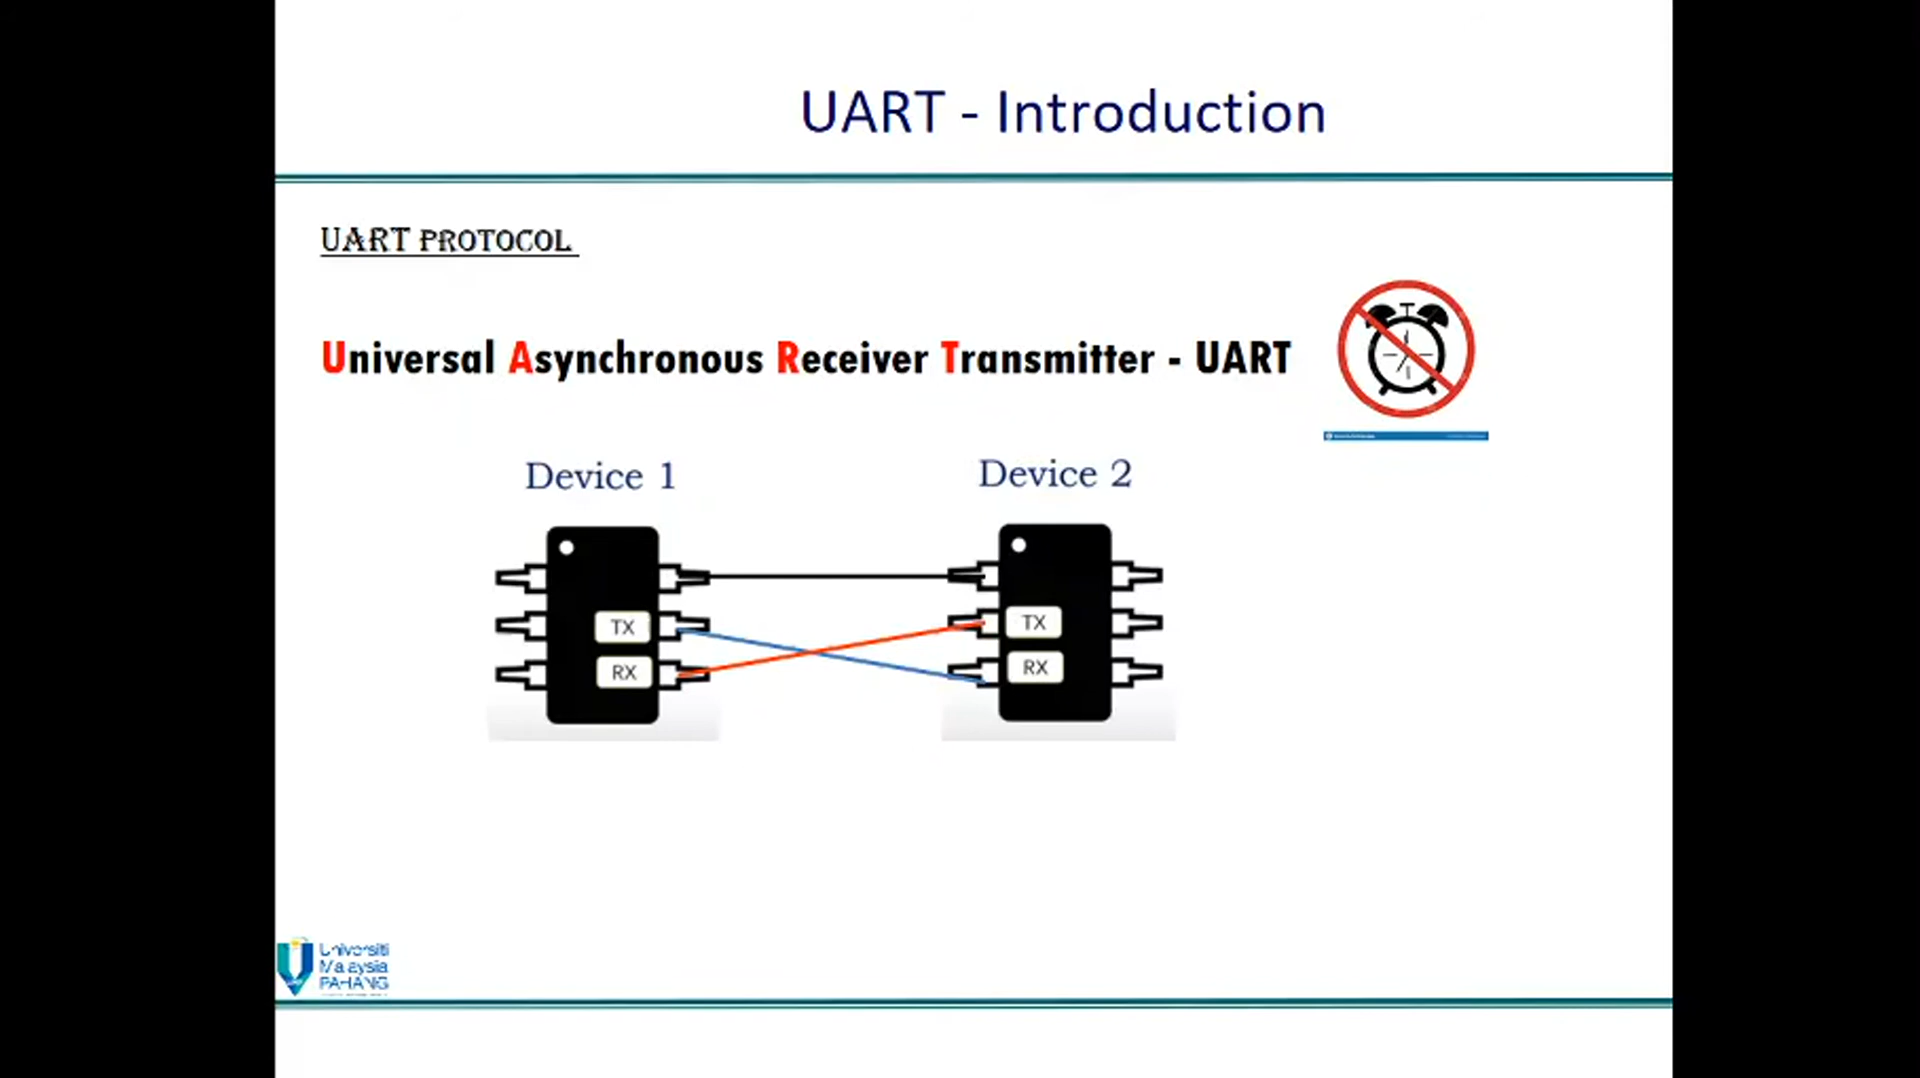 UART - Introduction
UART PROTOCOL
Universal Asynchronous Receiver Transmitter - UART
Device 1
Device 2
TX
RX
TX
RX
Universiti
Malaysia
PAHANG